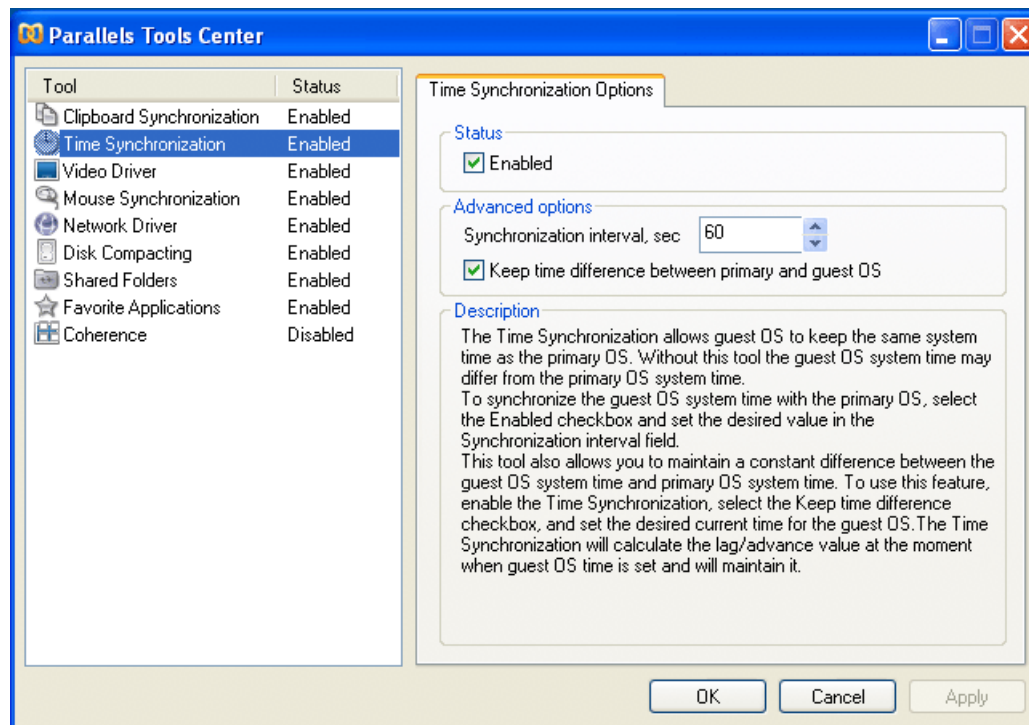 Parallels Tools Center
Tool Status
Clipboard Synchronization Enabled
Time Synchronization Enabled
Video Driver Enabled
Mouse Synchronization Enabled
Network Driver Enabled
Disk Compacting Enabled
Shared Folders Enabled
Favorite Applications Enabled
Coherence Disabled
Time Synchronization Options
Status
Enabled
Advanced options
Synchronization interval, sec 60
Keep time difference between primary and guest OS
Description
The Time Synchronization allows guest OS to keep the same system
time as the primary OS. Without this tool the guest OS system time may
differ from the primary OS system time.
To synchronize the guest OS system time with the primary OS, select
the Enabled checkbox and set the desired value in the
Synchronization interval field.
This tool also allows you to maintain a constant difference between the
guest OS system time and primary OS system time. To use this feature,
enable the Time Synchronization, select the Keep time difference
checkbox, and set the desired current time for the guest OS.The Time
Synchronization will calculate the lag/advance value at the moment
when guest OS time is set and will maintain it.
OK Cancel Apply